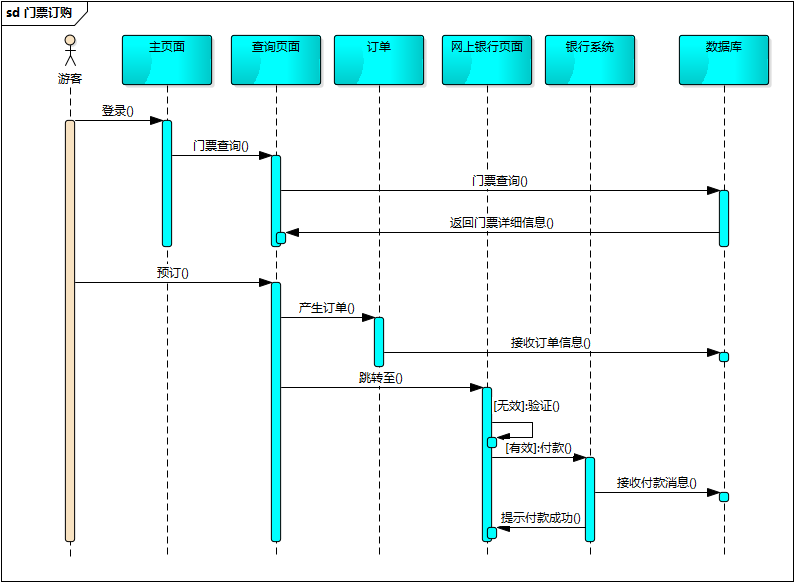 sd 门票订购
游客
主页面
查询页面
订单
网上银行页面
银行系统
数据库
登录()
门票查询()
门票查询()
返回门票详细信息()
预订()
产生订单()
接收订单信息()
跳转至()
[无效]:验证()
[有效]:付款()
接收付款消息()
提示付款成功()